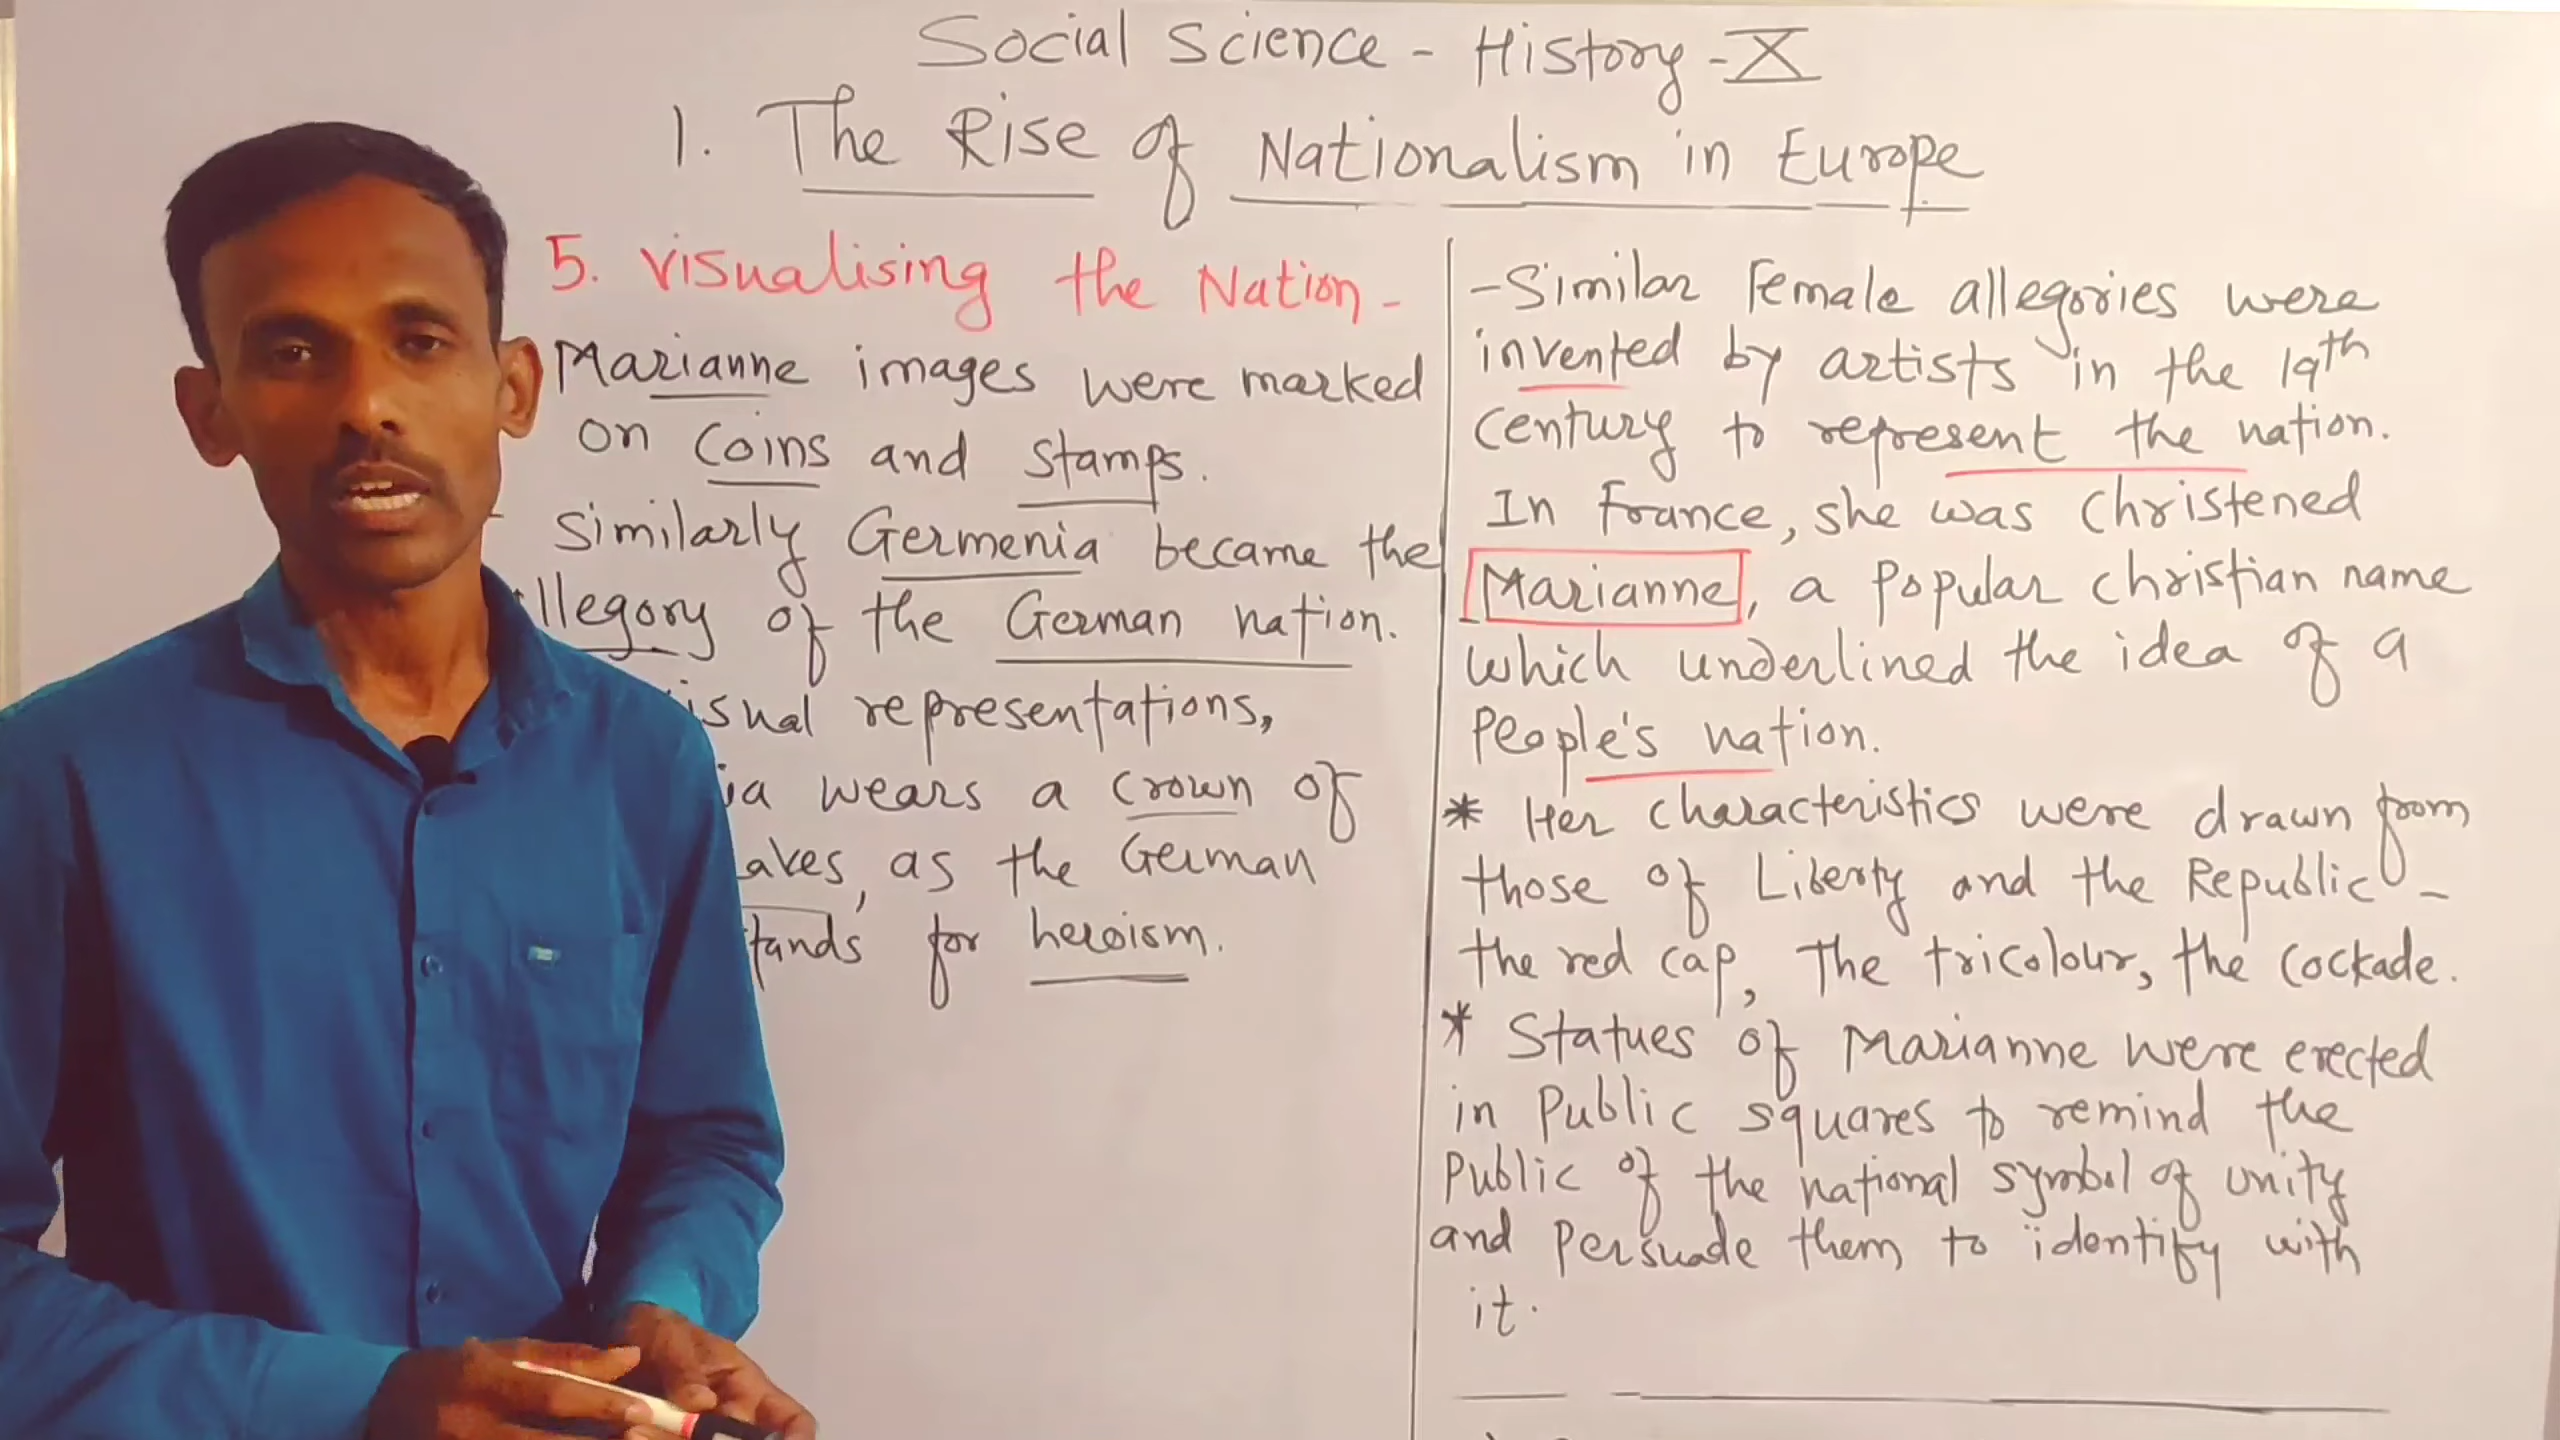 Social Science - History - X
1. The Rise of Nationalism in Europe
5. Visualising the Nation -
Marianne images were marked
on coins and stamps.
Similarly Germenia became the
llegory of the German nation.
isual representations,
ia wears a crown of
aves, as the German
tands for heroism.
- Similar Female allegories were
invented by artists in the 19th
century to represent the nation.
In France, she was christened
Marianne, a popular christian name
which underlined the idea of a
people's nation.
* Her characteristics were drawn from
those of Liberty and the Republic -
the red cap, the tricolour, the cockade.
* Statues of Marianne were erected
in Public squares to remind the
Public of the national symbol of unity
and persuade them to identify with
it.